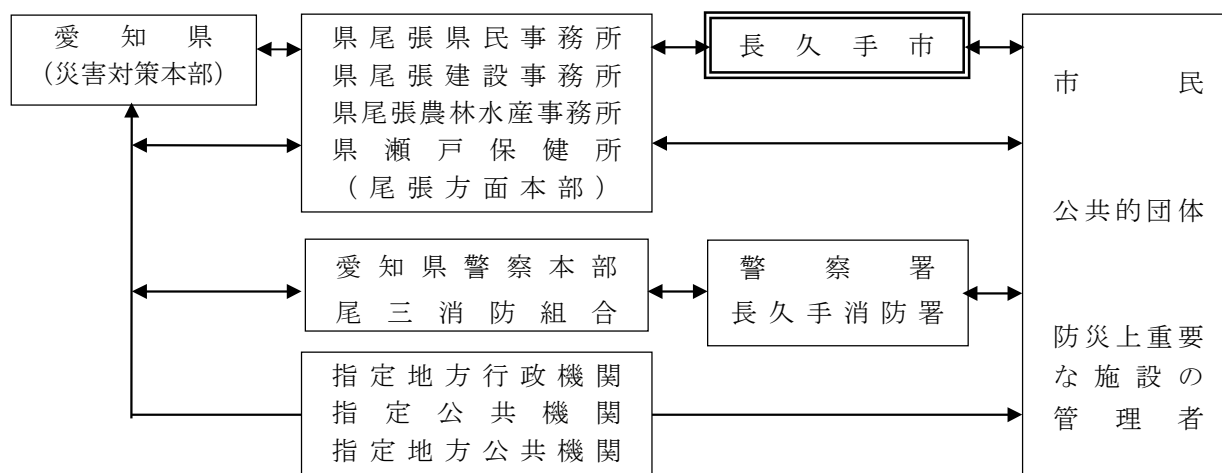 愛知県
(災害対策本部)
県尾張県民事務所
県尾張建設事務所
県尾張農林水産事務所
県瀬戸保健所
(尾張方面本部)
長久手市
愛知県警察本部
尾三消防組合
警察署
長久手消防署
指定地方行政機関
指定公共機関
指定地方公共機関
市民
公共的団体
防災上重要
な施設の
管理者